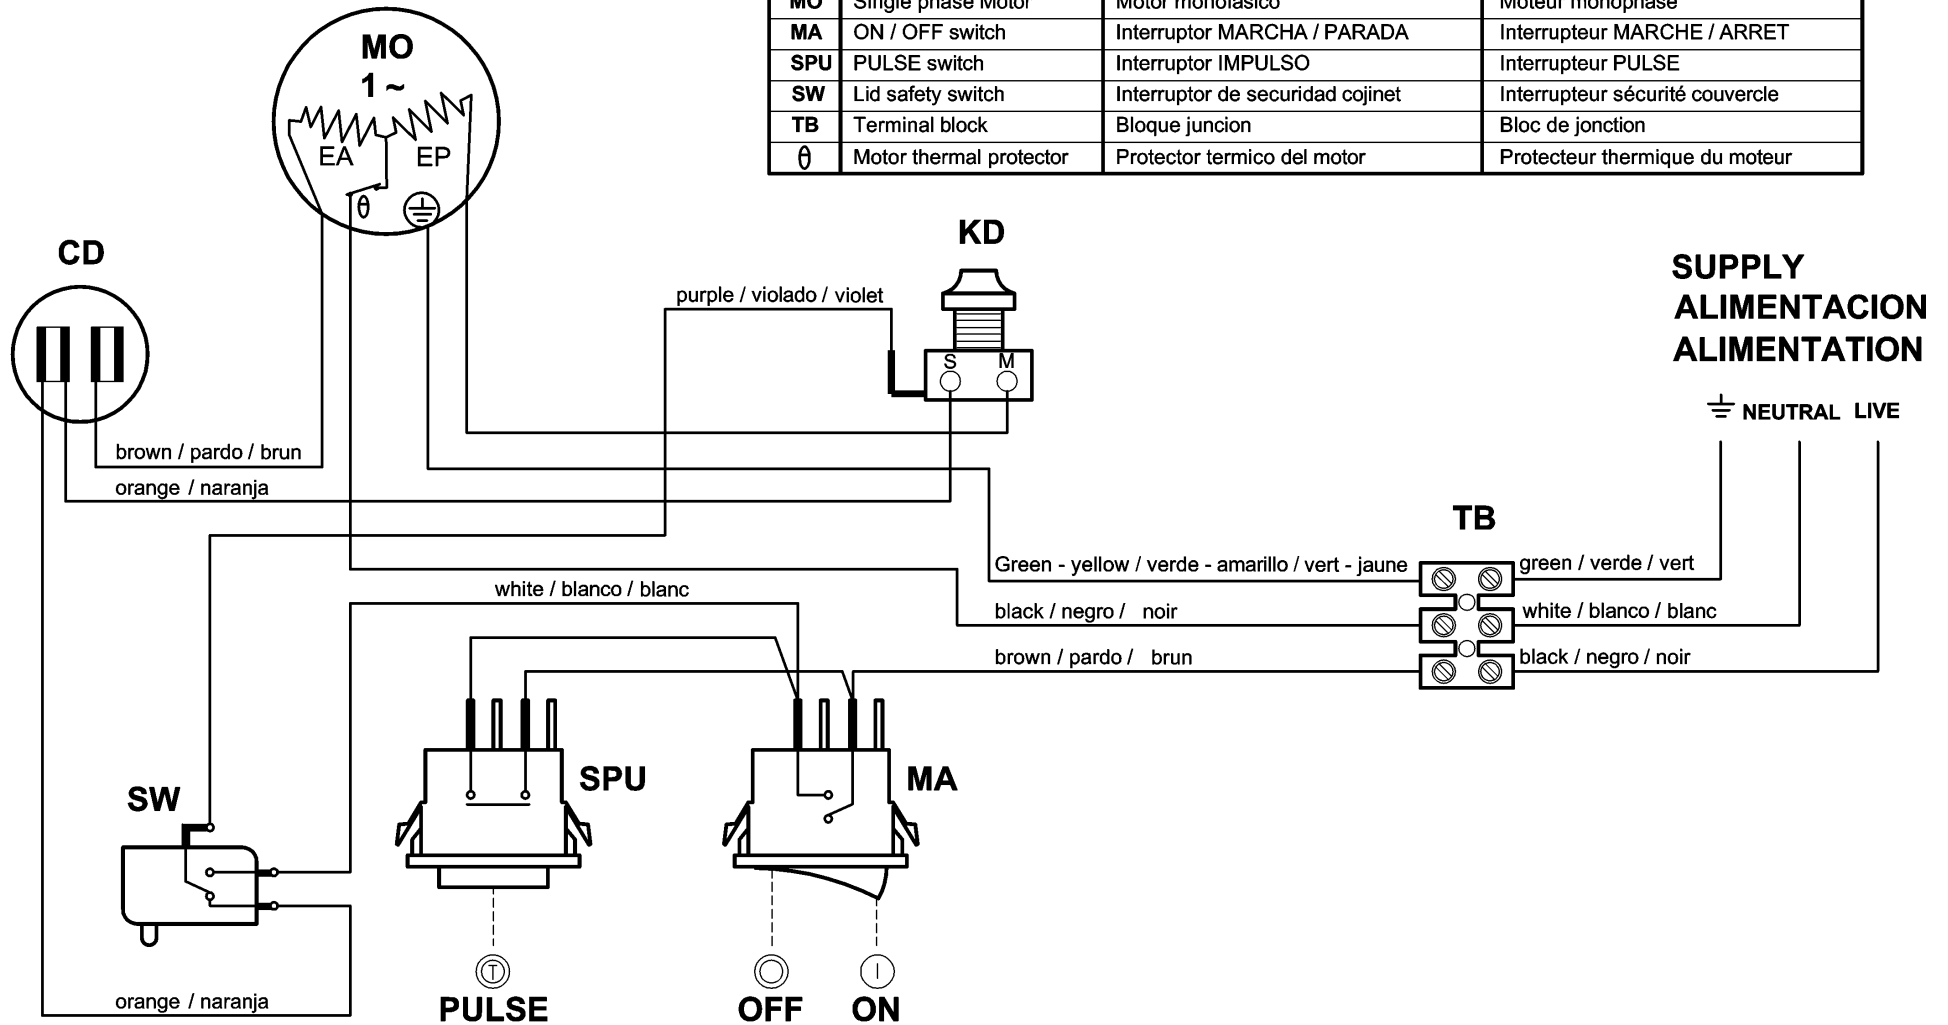 MO Single phase Motor Motor monofasico Moteur monophasé
MA ON / OFF switch Interruptor MARCHA / PARADA Interrupteur MARCHE / ARRET
SPU PULSE switch Interruptor IMPULSO Interrupteur PULSE
SW Lid safety switch Interruptor de securidad cojinet Interrupteur sécurité couvercle
TB Terminal block Bloque juncion Bloc de jonction
θ Motor thermal protector Protector termico del motor Protecteur thermique du moteur
MO
1 ~
EA EP
θ
CD
KD
purple / violado / violet
S M
SUPPLY
ALIMENTACION
ALIMENTATION
NEUTRAL LIVE
brown / pardo / brun
orange / naranja
TB
Green - yellow / verde - amarillo / vert - jaune
green / verde / vert
white / blanco / blanc
black / negro / noir
white / blanco / blanc
brown / pardo / brun
black / negro / noir
SPU
MA
SW
T
I
PULSE
OFF
ON
orange / naranja